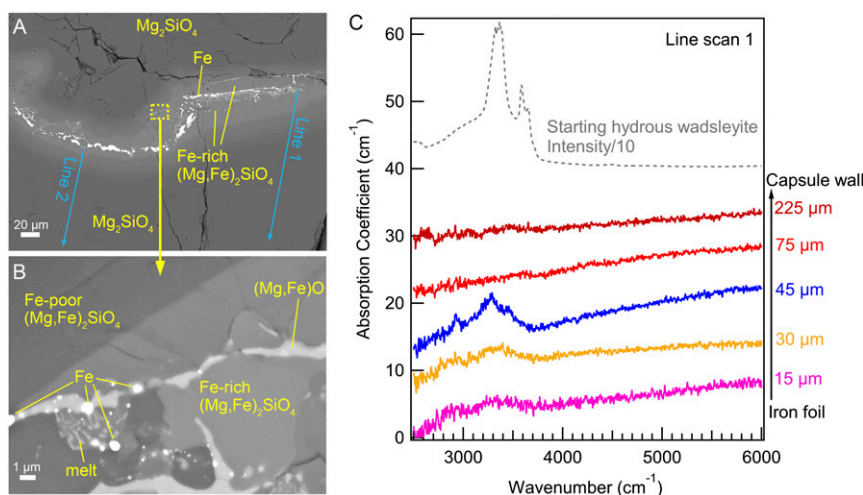 A
Mg₂SiO₄
Mg₂SiO₄
Fe
Fe-rich
(Mg,Fe)₂SiO₄
Line 1
Line 2
Mg₂SiO₄
20 µm
B
Fe-poor
(Mg,Fe)₂SiO₄
(Mg,Fe)O
Fe
Fe-rich
(Mg,Fe)₂SiO₄
melt
1 µm
C
Line scan 1
Starting hydrous wadsleyite
Intensity/10
Capsule wall
225 µm
75 µm
45 µm
30 µm
15 µm
Iron foil
Absorption Coefficient (cm⁻¹)
60
50
40
30
20
10
0
3000
4000
5000
6000
Wavenumber (cm⁻¹)